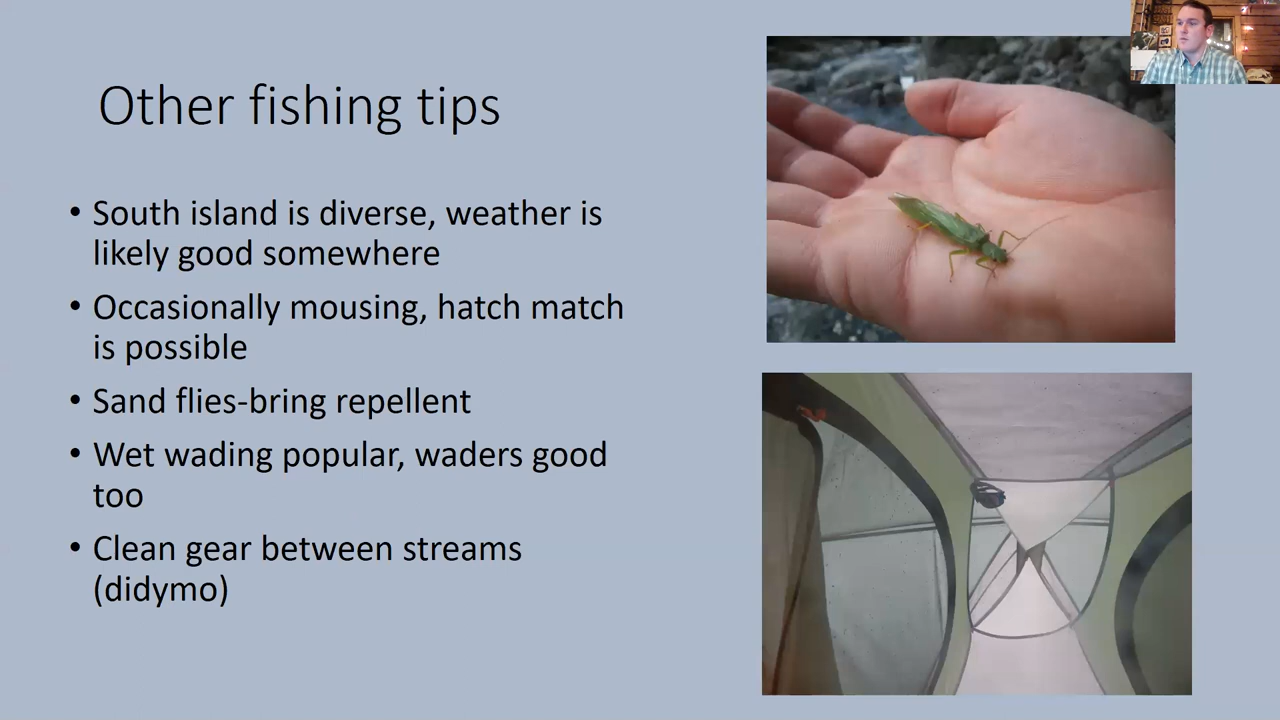 Other fishing tips
• South island is diverse, weather is
likely good somewhere
• Occasionally mousing, hatch match
is possible
• Sand flies-bring repellent
• Wet wading popular, waders good
too
• Clean gear between streams
(didymo)